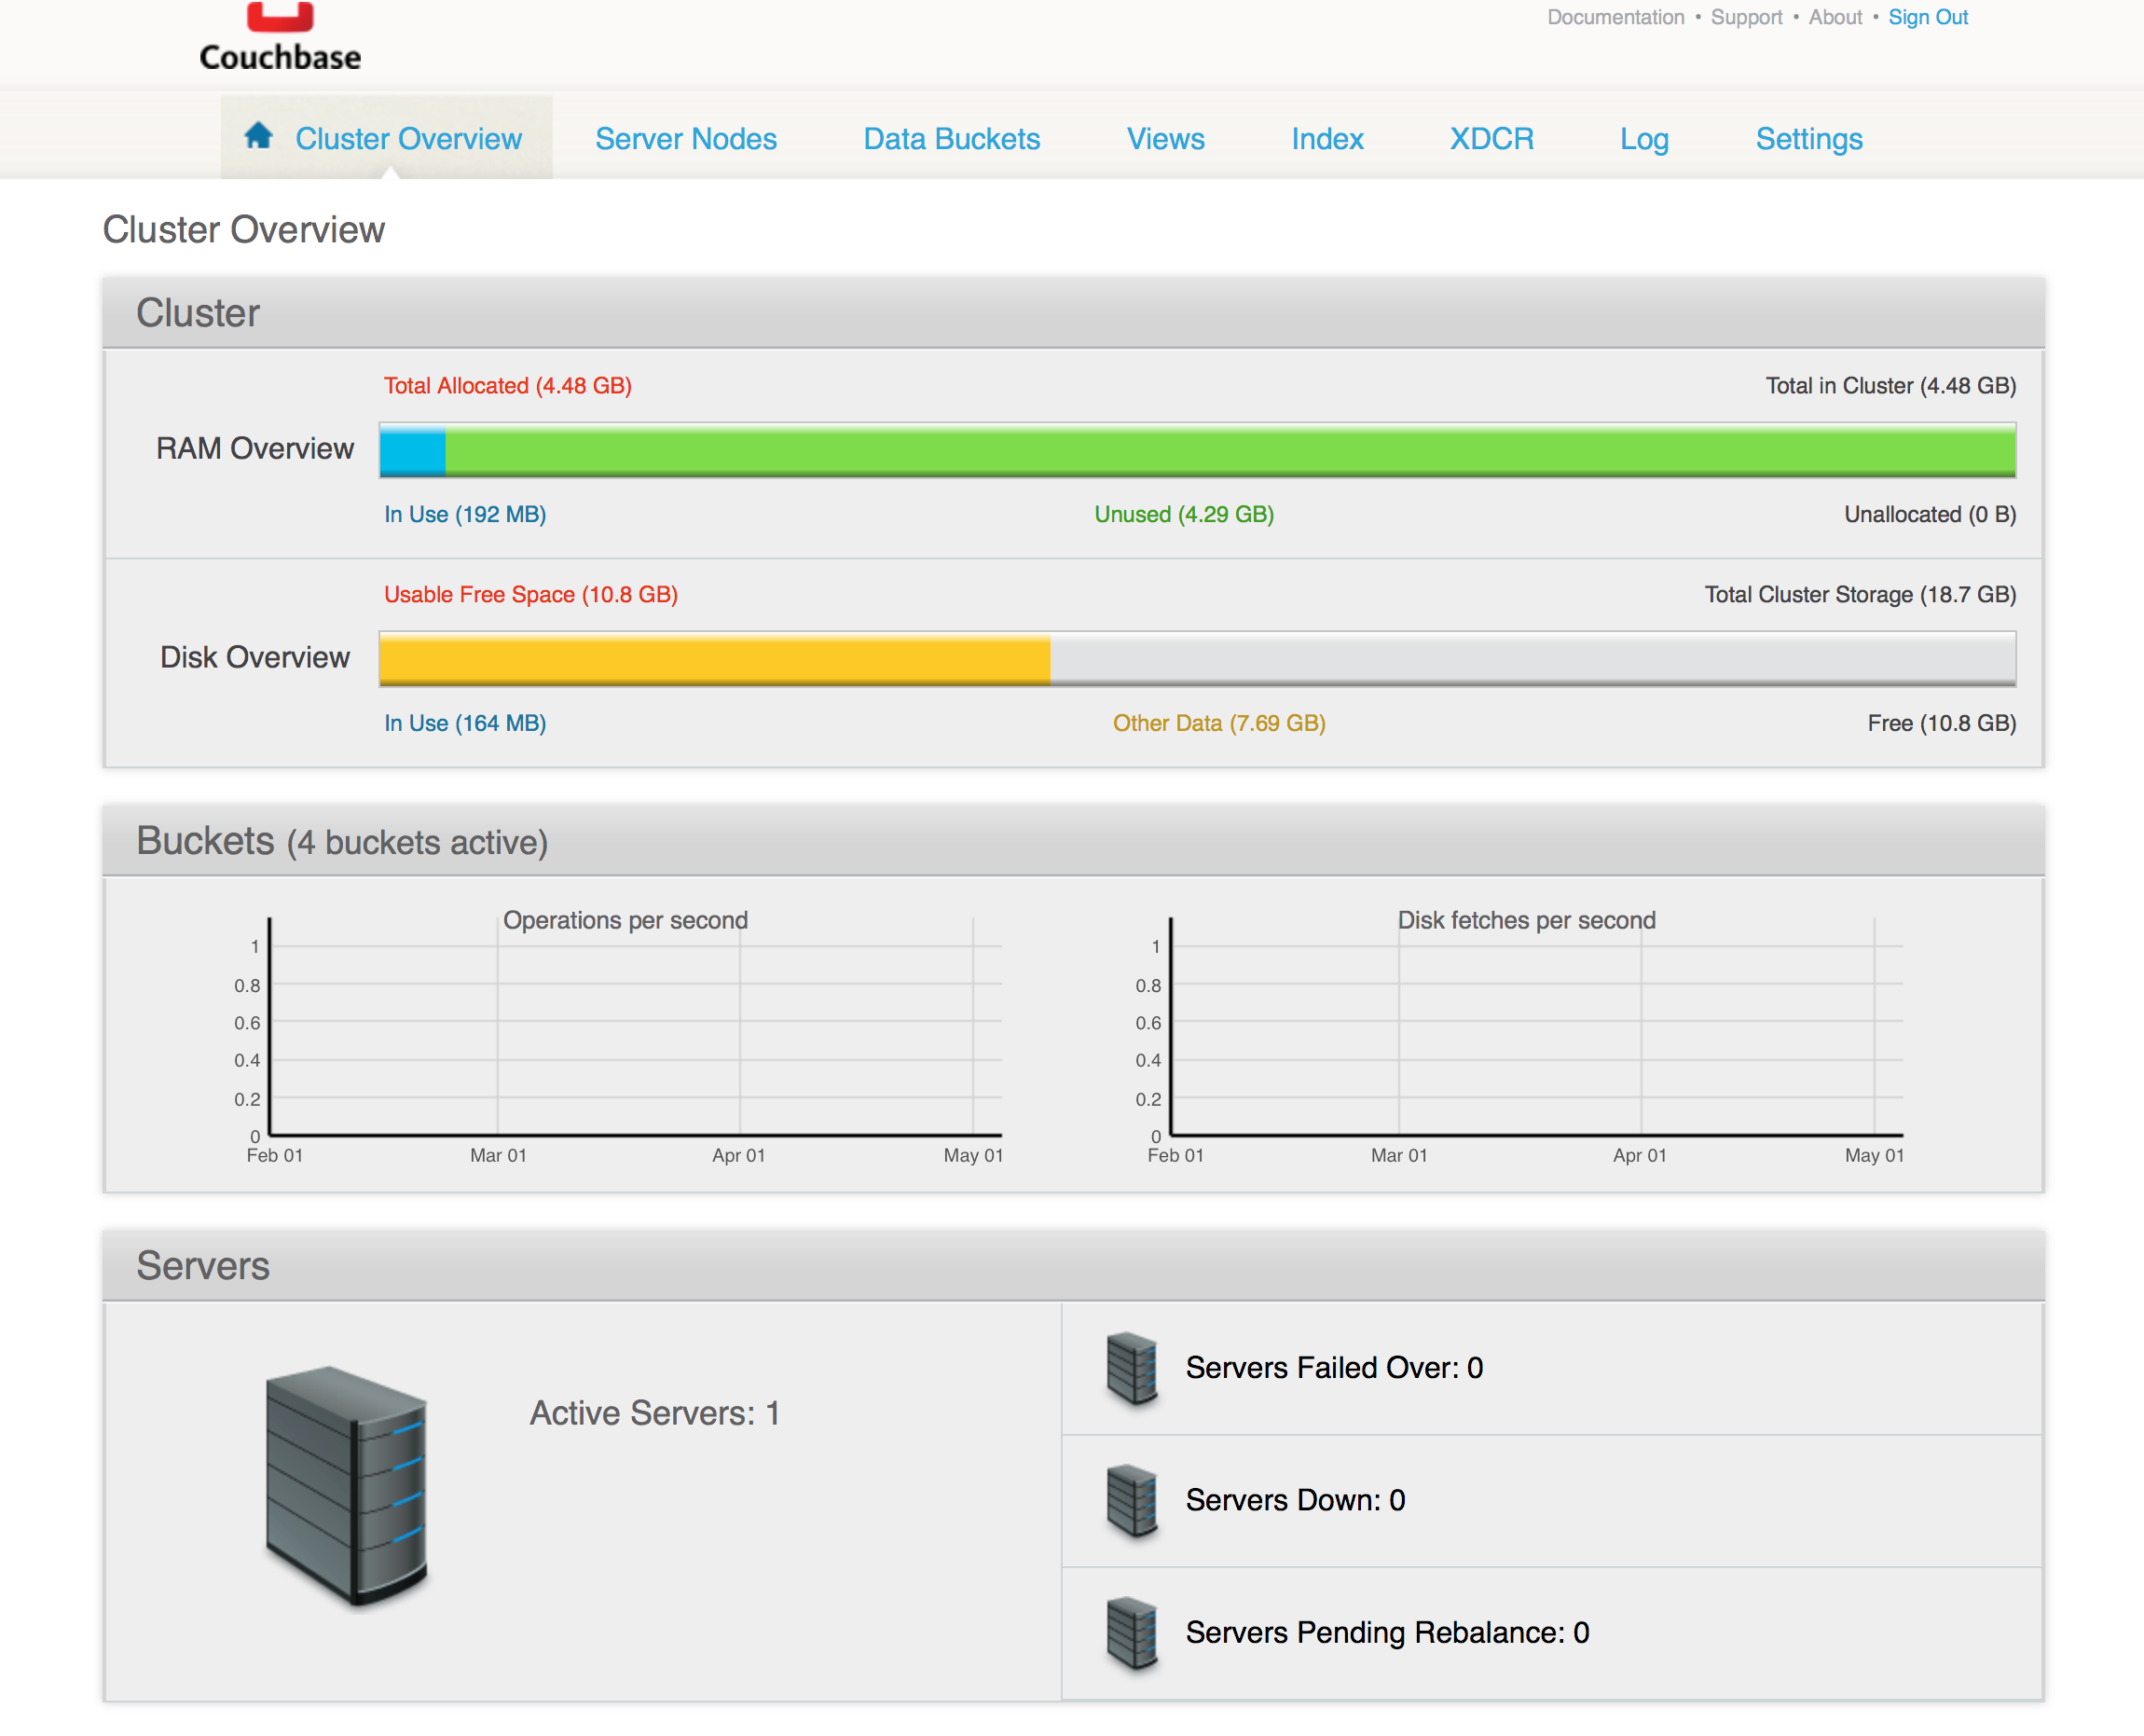 Documentation • Support • About • Sign Out
Couchbase
Cluster Overview Server Nodes Data Buckets Views Index XDCR Log Settings
Cluster Overview
Cluster
Total Allocated (4.48 GB) Total in Cluster (4.48 GB)
RAM Overview
In Use (192 MB) Unused (4.29 GB) Unallocated (0 B)
Usable Free Space (10.8 GB) Total Cluster Storage (18.7 GB)
Disk Overview
In Use (164 MB) Other Data (7.69 GB) Free (10.8 GB)
Buckets (4 buckets active)
Operations per second
1
0.8
0.6
0.4
0.2
0
Feb 01 Mar 01 Apr 01 May 01
Disk fetches per second
1
0.8
0.6
0.4
0.2
0
Feb 01 Mar 01 Apr 01 May 01
Servers
Active Servers: 1
Servers Failed Over: 0
Servers Down: 0
Servers Pending Rebalance: 0